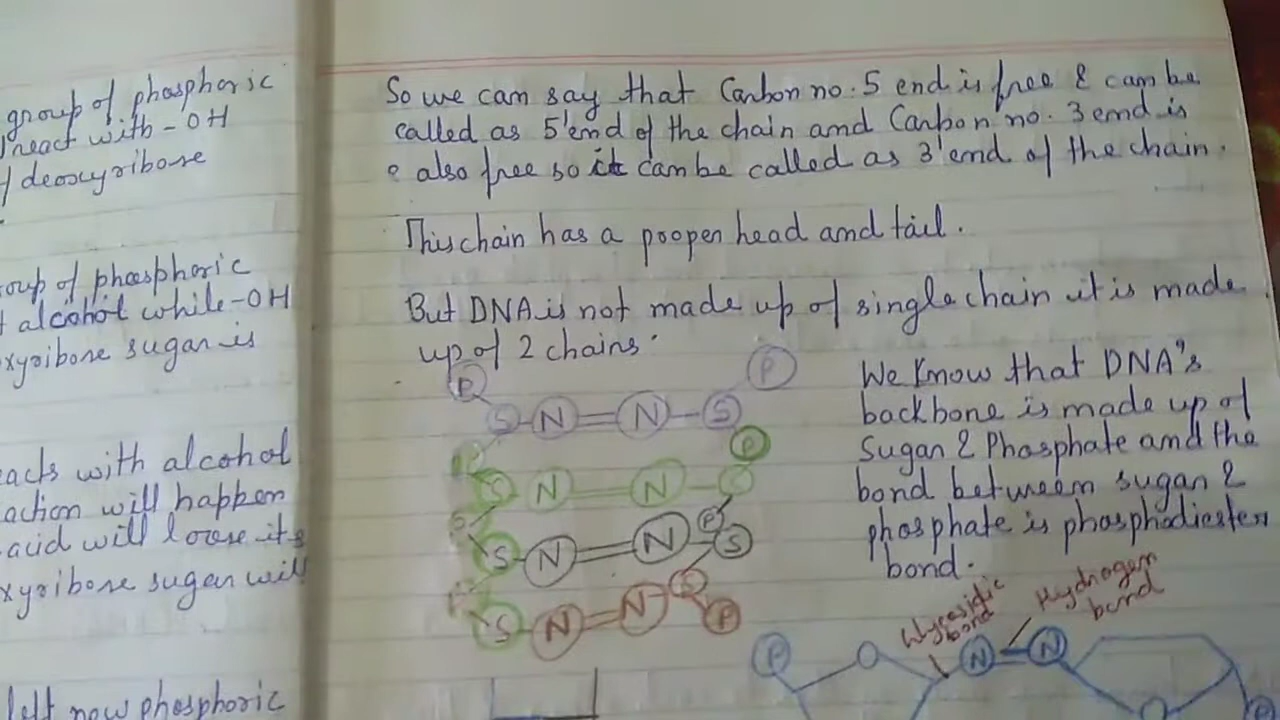 group of phosphoric
react with -OH
deoxyribose
oup of phosphoric
alcohol while -OH
xyribose sugar is
acts with alcohol
action will happen
acid will loose its
xyribose sugar will
left now phosphoric
So we can say that Carbon no. 5 end is free & can be
called as 5' end of the chain and Carbon no. 3 end is
also free so it can be called as 3' end of the chain.
This chain has a proper head and tail.
But DNA is not made up of single chain it is made
up of 2 chains.
P P
S N N S
P P
S N N S
P P
S N N S
P S
S N N P
We Know that DNA's
backbone is made up of
Sugar & Phosphate and the
bond between sugar &
phosphate is phosphodiester
bond.
Glycosidic
bond
Hydrogen
bond
P O N N
O P